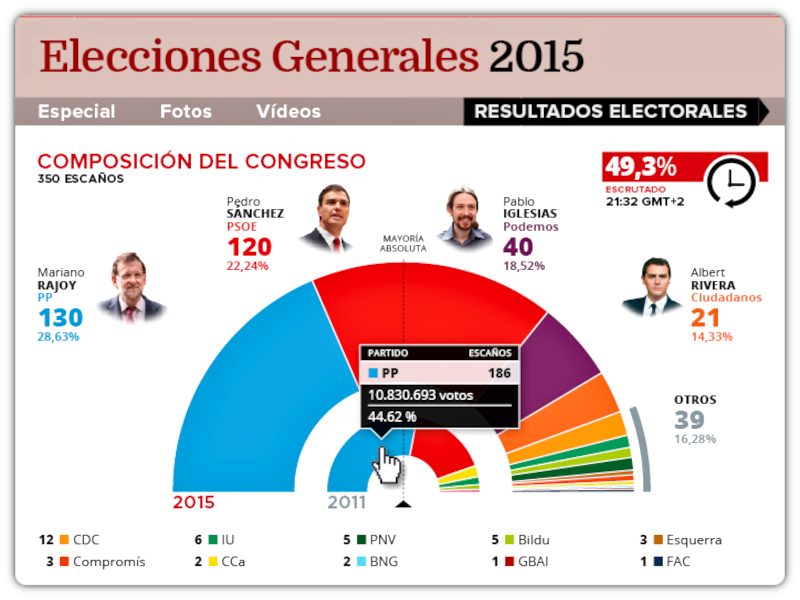 Elecciones Generales 2015
Especial Fotos Vídeos RESULTADOS ELECTORALES
COMPOSICIÓN DEL CONGRESO
350 ESCAÑOS
49,3%
ESCRUTADO
21:32 GMT+2
Pedro
SÁNCHEZ
PSOE
120
22,24%
MAYORÍA
ABSOLUTA
Pablo
IGLESIAS
Podemos
40
18,52%
Mariano
RAJOY
PP
130
28,63%
Albert
RIVERA
Ciudadanos
21
14,33%
PARTIDO ESCAÑOS
PP 186
10.830.693 votos
44.62 %
OTROS
39
16,28%
2015 2011
12 CDC 6 IU 5 PNV 5 Bildu 3 Esquerra
3 Compromís 2 CCa 2 BNG 1 GBAI 1 FAC